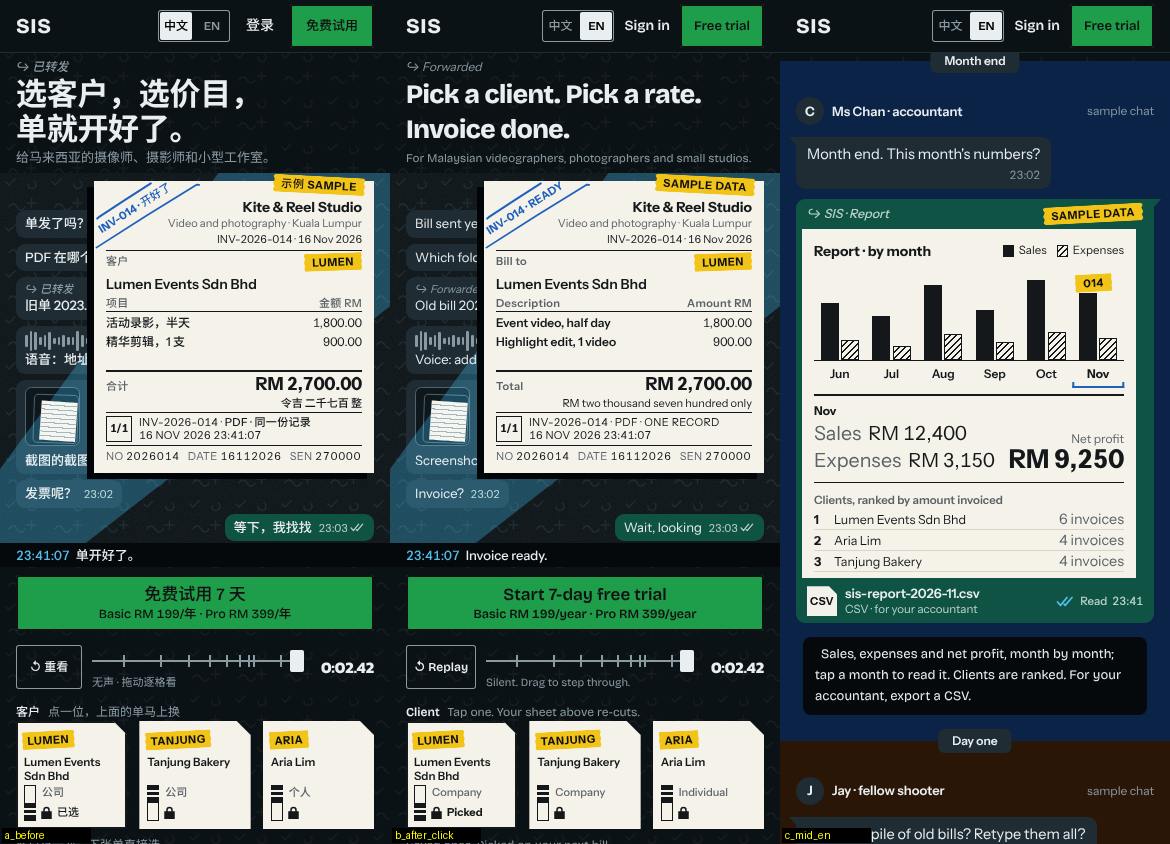 SIS
中文 EN
登录
免费试用
↪ 已转发
选客户，选价目，
单就开好了。
给马来西亚的摄像师、摄影师和小型工作室。
单发了吗?
PDF 在哪
↪ 已转发
旧单 2023.
语音：地址
截图的截图
发票呢? 23:02
INV-014·开好了
示例 SAMPLE
Kite & Reel Studio
Video and photography · Kuala Lumpur
INV-2026-014 · 16 Nov 2026
客户
LUMEN
Lumen Events Sdn Bhd
项目 金额 RM
活动录影，半天 1,800.00
精华剪辑，1 支 900.00
合计 RM 2,700.00
令吉 二千七百 整
1/1
INV-2026-014 · PDF · 同一份记录
16 NOV 2026 23:41:07
NO 2026014 DATE 16112026 SEN 270000
等下，我找找 23:03
23:41:07 单开好了。
免费试用 7 天
Basic RM 199/年 · Pro RM 399/年
重看
0:02.42
无声 · 拖动逐格看
客户 点一位，上面的单马上换
LUMEN
Lumen Events
Sdn Bhd
公司
已选
TANJUNG
Tanjung Bakery
公司
ARIA
Aria Lim
个人
a_before
SIS
中文 EN
Sign in
Free trial
↪ Forwarded
Pick a client. Pick a rate.
Invoice done.
For Malaysian videographers, photographers and small studios.
Bill sent ye
Which fold
↪ Forwarde
Old bill 202
Voice: add
Screensho
Invoice? 23:02
INV-014·READY
SAMPLE DATA
Kite & Reel Studio
Video and photography · Kuala Lumpur
INV-2026-014 · 16 Nov 2026
Bill to
LUMEN
Lumen Events Sdn Bhd
Description Amount RM
Event video, half day 1,800.00
Highlight edit, 1 video 900.00
Total RM 2,700.00
RM two thousand seven hundred only
1/1
INV-2026-014 · PDF · ONE RECORD
16 NOV 2026 23:41:07
NO 2026014 DATE 16112026 SEN 270000
Wait, looking 23:03
23:41:07 Invoice ready.
Start 7-day free trial
Basic RM 199/year · Pro RM 399/year
Replay
0:02.42
Silent. Drag to step through.
Client Tap one. Your sheet above re-cuts.
LUMEN
Lumen Events
Sdn Bhd
Company
Picked
TANJUNG
Tanjung Bakery
Company
ARIA
Aria Lim
Individual
b_after_click
SIS
中文 EN
Sign in
Free trial
Month end
C
Ms Chan · accountant
sample chat
Month end. This month's numbers?
23:02
↪ SIS · Report
SAMPLE DATA
Report · by month
Sales Expenses
014
Jun Jul Aug Sep Oct Nov
Nov
Sales RM 12,400
Expenses RM 3,150
Net profit
RM 9,250
Clients, ranked by amount invoiced
1 Lumen Events Sdn Bhd 6 invoices
2 Aria Lim 4 invoices
3 Tanjung Bakery 4 invoices
CSV
sis-report-2026-11.csv
CSV · for your accountant
Read 23:41
Sales, expenses and net profit, month by month;
tap a month to read it. Clients are ranked. For your
accountant, export a CSV.
Day one
J
Jay · fellow shooter
sample chat
pile of old bills? Retype them all?
c_mid_en